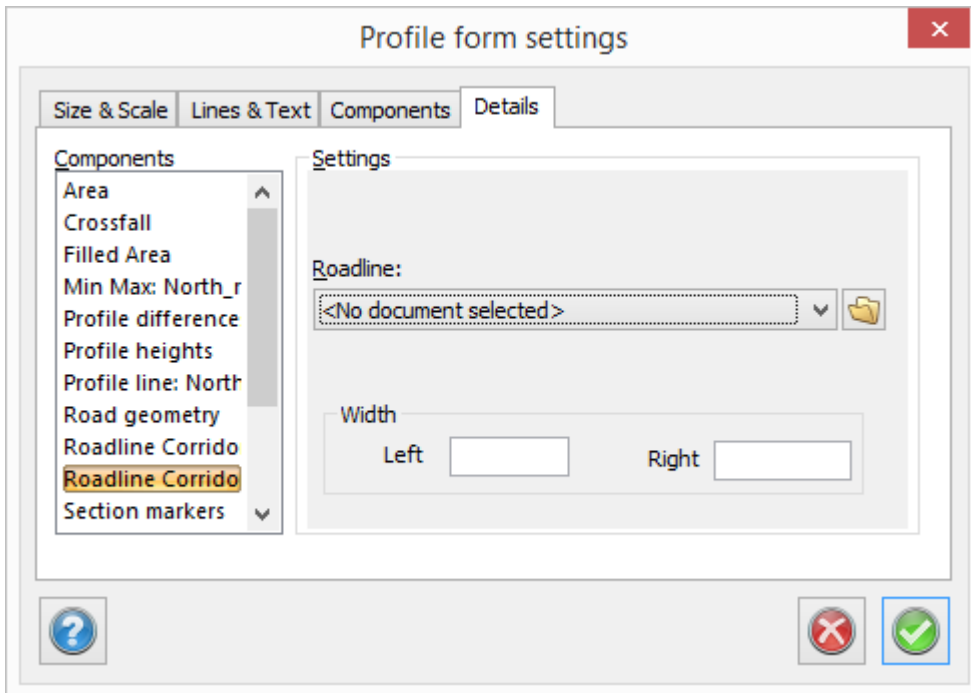 Profile form settings
Size & Scale
Lines & Text
Components
Details
Components
Area
Crossfall
Filled Area
Min Max: North_r
Profile difference
Profile heights
Profile line: North
Road geometry
Roadline Corrido
Roadline Corrido
Section markers
Settings
Roadline:
<No document selected>
Width
Left
Right